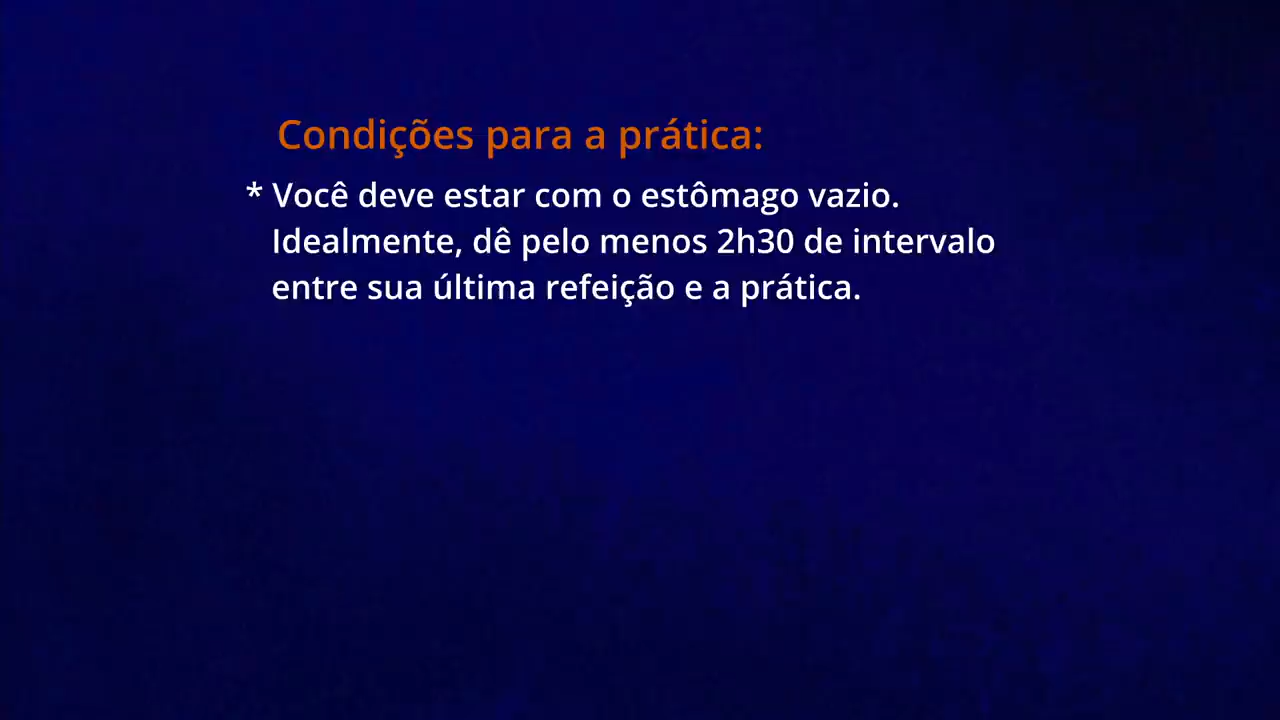 Condições para a prática:
* Você deve estar com o estômago vazio.
Idealmente, dê pelo menos 2h30 de intervalo
entre sua última refeição e a prática.